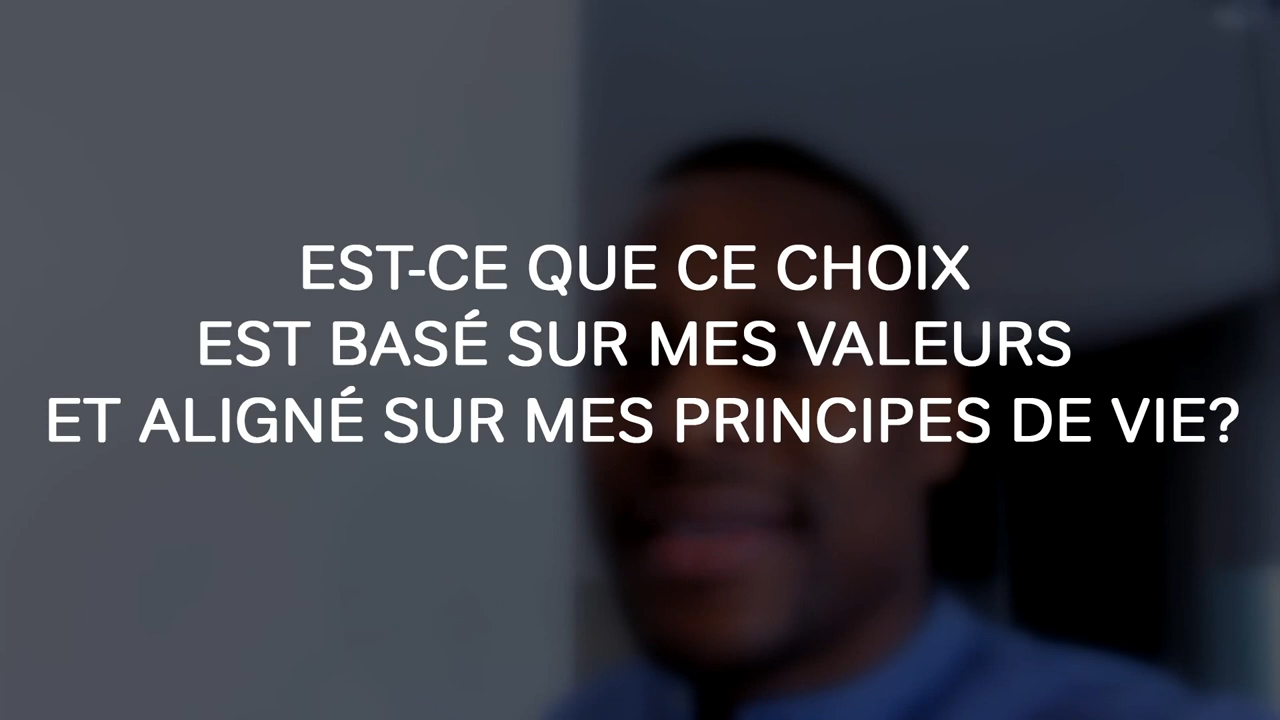 EST-CE QUE CE CHOIX
EST BASÉ SUR MES VALEURS
ET ALIGNÉ SUR MES PRINCIPES DE VIE?